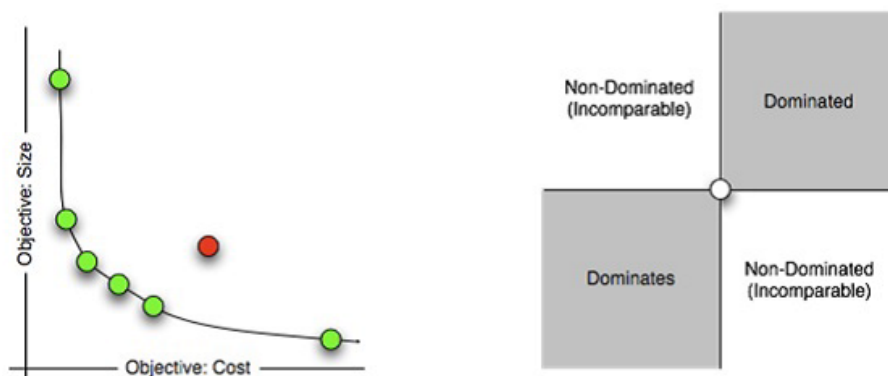 Objective: Size
Objective: Cost
Non-Dominated
(Incomparable)
Dominated
Dominates
Non-Dominated
(Incomparable)